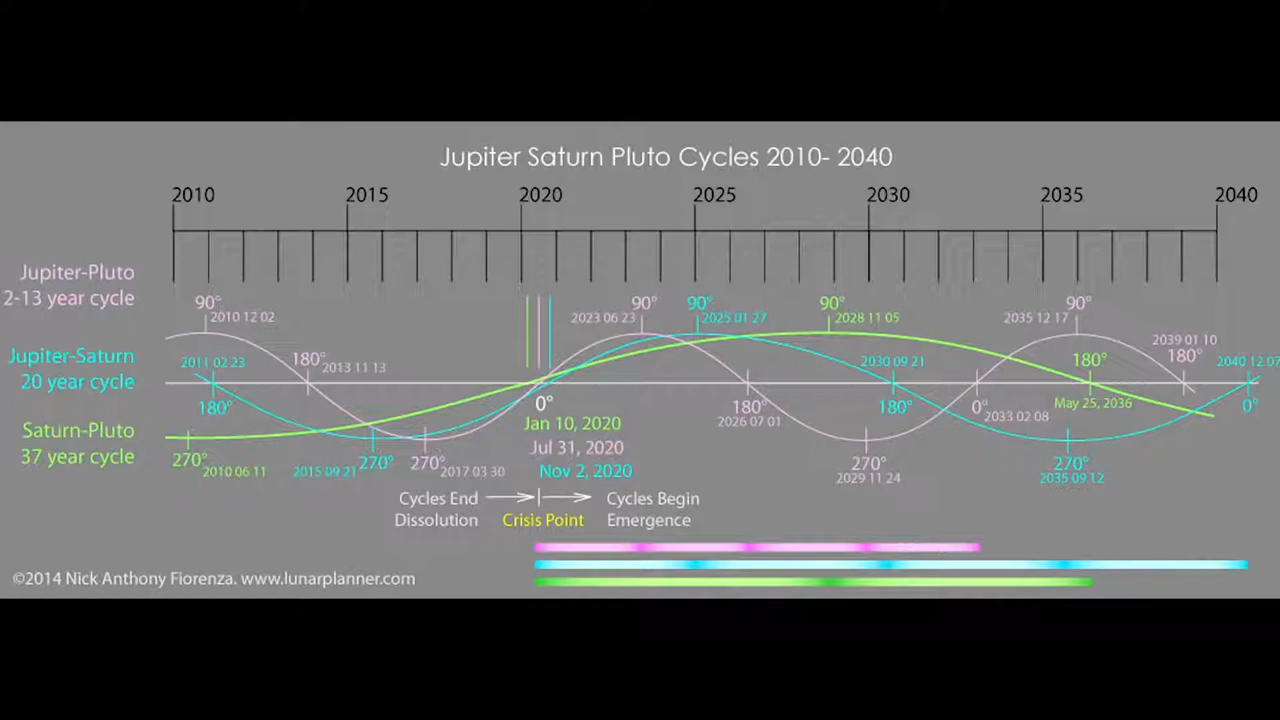 Jupiter Saturn Pluto Cycles 2010- 2040
2010 2015 2020 2025 2030 2035 2040
Jupiter-Pluto
2-13 year cycle
90° 90° 90° 90° 90°
2010 12 02 2023 06 23 2025 01 27 2028 11 05 2035 12 17
2039 01 10
Jupiter-Saturn
20 year cycle
2011 02 23 180° 2013 11 13 2030 09 21 180° 180° 2040 12 07
180° 0° 180° 180° 0° May 25, 2036 0°
2026 07 01 2033 02 08
Saturn-Pluto
37 year cycle
Jan 10, 2020
Jul 31, 2020
Nov 2, 2020
270° 2010 06 11 2015 09 21 270° 270° 2017 03 30 270° 270°
2029 11 24 2035 09 12
Cycles End Cycles Begin
Dissolution Crisis Point Emergence
©2014 Nick Anthony Fiorenza. www.lunarplanner.com